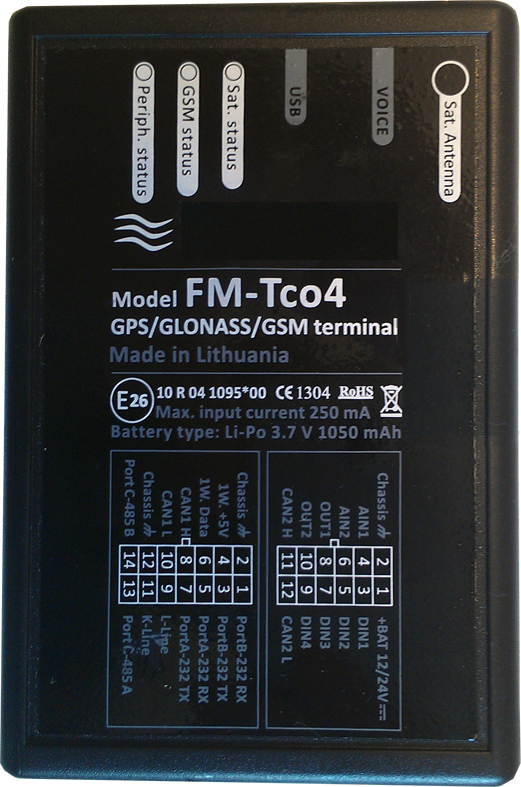 Periph. status
GSM status
Sat. status
USB
VOICE
Sat. Antenna
Model FM-Tco4
GPS/GLONASS/GSM terminal
Made in Lithuania
E26 10 R 04 1095*00 CE 1304 RoHS
Max. input current 250 mA
Battery type: Li-Po 3.7 V 1050 mAh
Port C-485 B
Chassis
CAN1 L
CAN1 H
1W. Data
1W. +5V
Chassis
14 12 10 8 6 4 2
13 11 9 7 5 3 1
Port C-485 A
K-Line
L-Line
PortA-232 TX
PortA-232 RX
PortB-232 TX
PortB-232 RX
CAN2 H
OUT2
OUT1
AIN2
AIN1
Chassis
11 10 8 6 4 2
12 9 7 5 3 1
CAN2 L
DIN4
DIN3
DIN2
DIN1
+BAT 12/24V